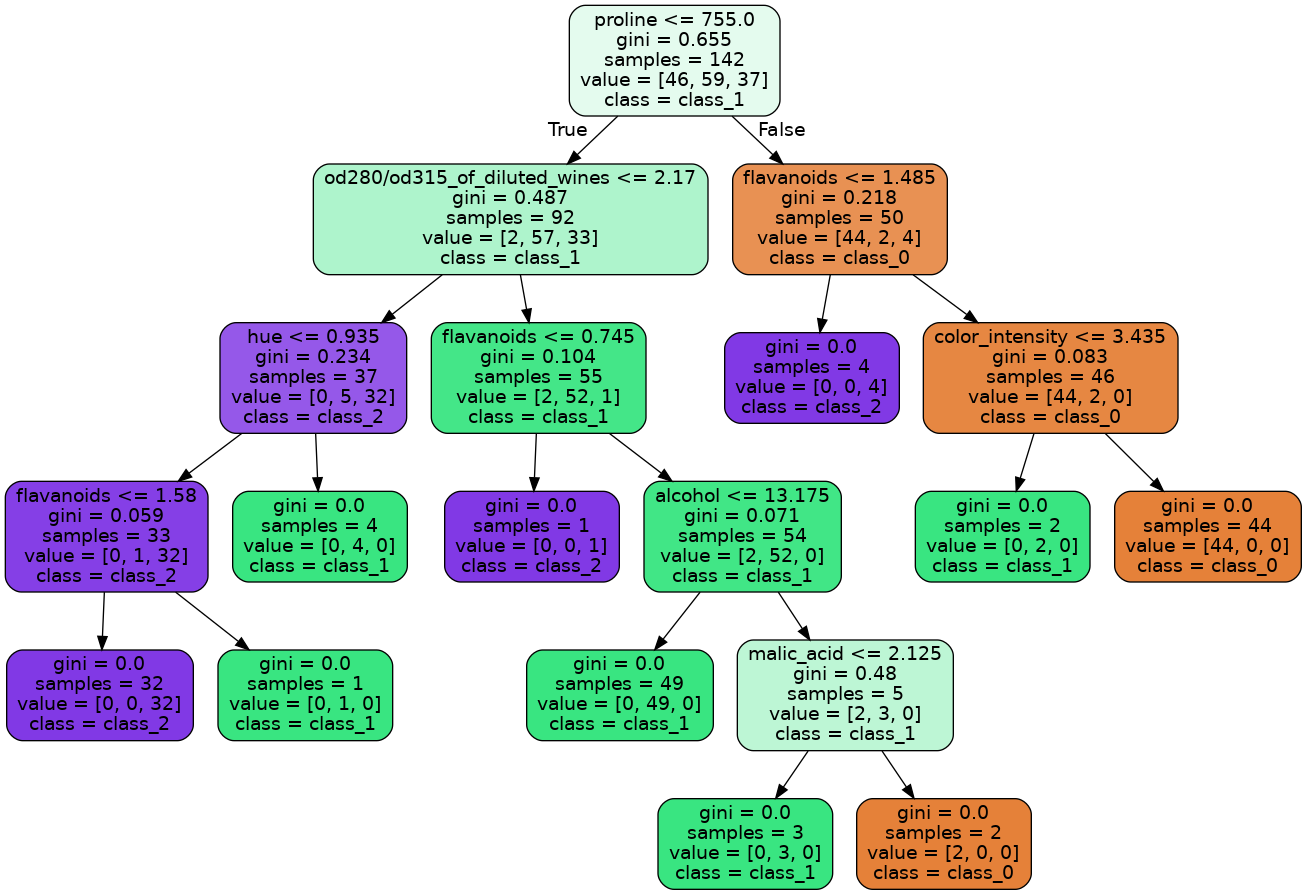 proline <= 755.0
gini = 0.655
samples = 142
value = [46, 59, 37]
class = class_1
True
False
od280/od315_of_diluted_wines <= 2.17
gini = 0.487
samples = 92
value = [2, 57, 33]
class = class_1
flavanoids <= 1.485
gini = 0.218
samples = 50
value = [44, 2, 4]
class = class_0
hue <= 0.935
gini = 0.234
samples = 37
value = [0, 5, 32]
class = class_2
flavanoids <= 0.745
gini = 0.104
samples = 55
value = [2, 52, 1]
class = class_1
gini = 0.0
samples = 4
value = [0, 0, 4]
class = class_2
color_intensity <= 3.435
gini = 0.083
samples = 46
value = [44, 2, 0]
class = class_0
flavanoids <= 1.58
gini = 0.059
samples = 33
value = [0, 1, 32]
class = class_2
gini = 0.0
samples = 4
value = [0, 4, 0]
class = class_1
gini = 0.0
samples = 1
value = [0, 0, 1]
class = class_2
alcohol <= 13.175
gini = 0.071
samples = 54
value = [2, 52, 0]
class = class_1
gini = 0.0
samples = 2
value = [0, 2, 0]
class = class_1
gini = 0.0
samples = 44
value = [44, 0, 0]
class = class_0
gini = 0.0
samples = 32
value = [0, 0, 32]
class = class_2
gini = 0.0
samples = 1
value = [0, 1, 0]
class = class_1
gini = 0.0
samples = 49
value = [0, 49, 0]
class = class_1
malic_acid <= 2.125
gini = 0.48
samples = 5
value = [2, 3, 0]
class = class_1
gini = 0.0
samples = 3
value = [0, 3, 0]
class = class_1
gini = 0.0
samples = 2
value = [2, 0, 0]
class = class_0